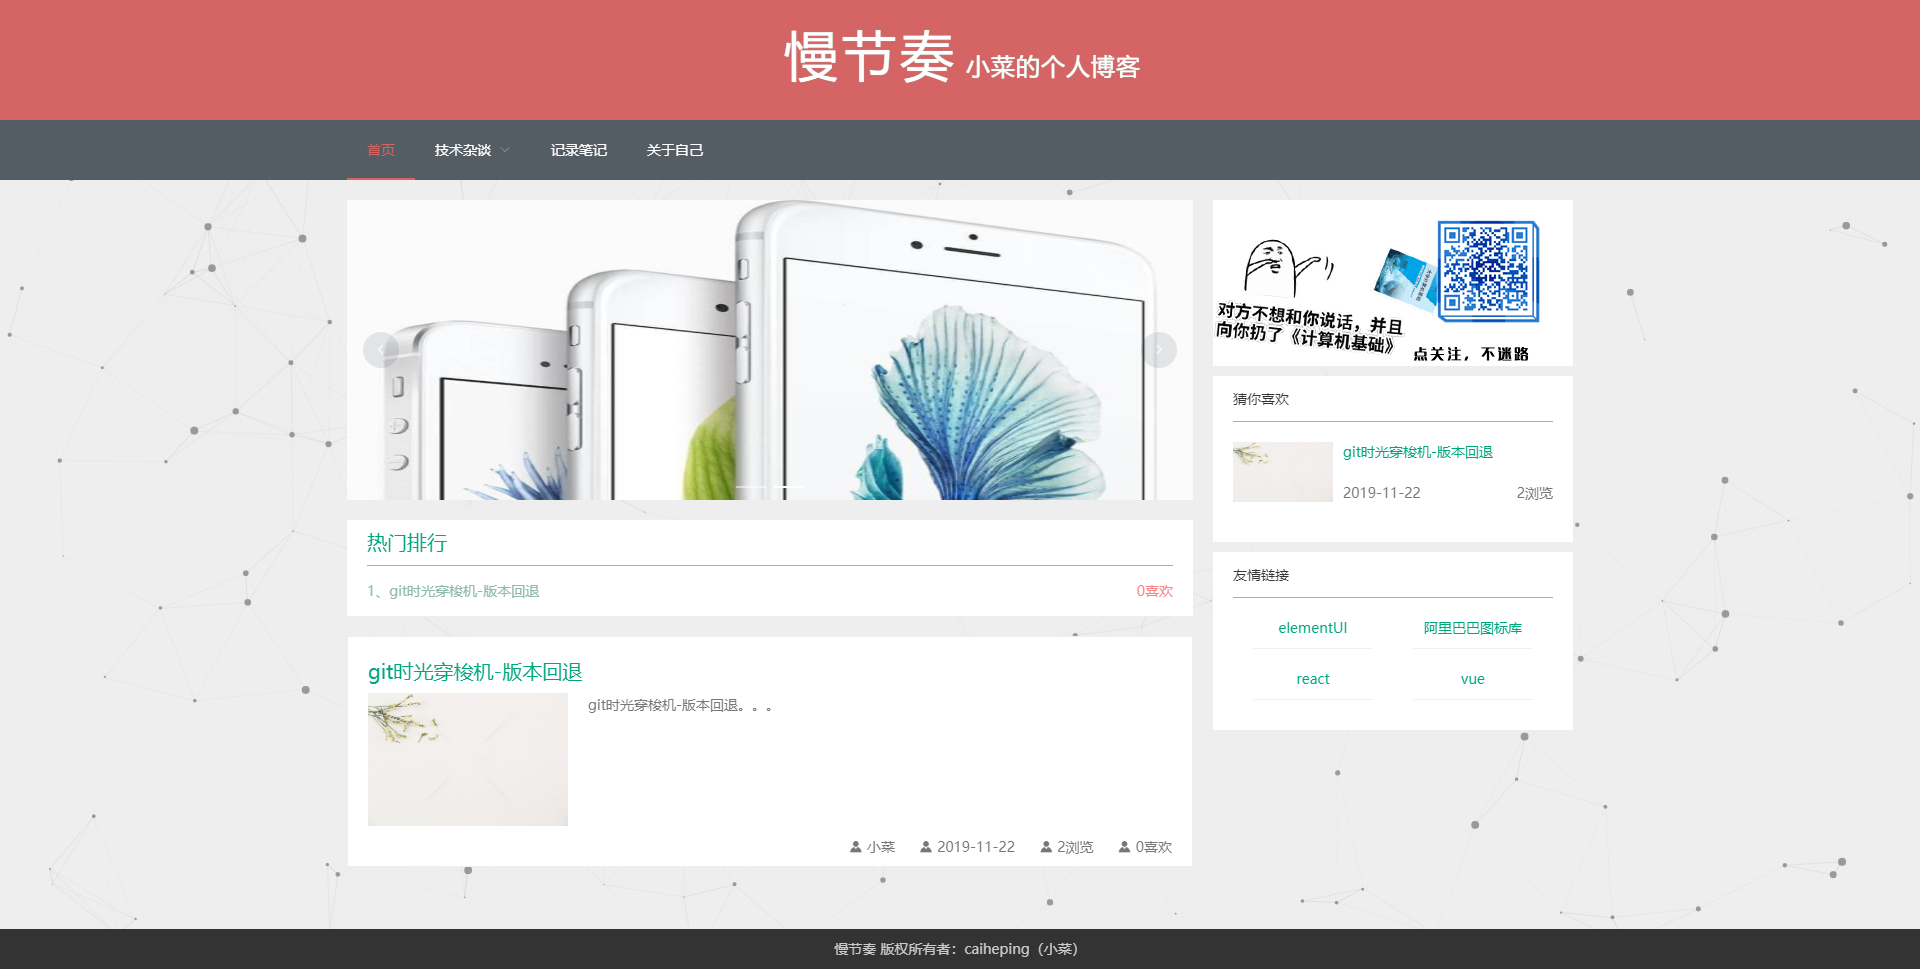 慢节奏 小菜的个人博客
首页 技术杂谈 记录笔记 关于自己
对方不想和你说话，并且
向你扔了《计算机基础》
点关注，不迷路
猜你喜欢
git时光穿梭机-版本回退
2019-11-22 2浏览
热门排行
1、git时光穿梭机-版本回退 0喜欢
友情链接
elementUI 阿里巴巴图标库
react vue
git时光穿梭机-版本回退
git时光穿梭机-版本回退。。。
小菜 2019-11-22 2浏览 0喜欢
慢节奏 版权所有者：caiheping（小菜）